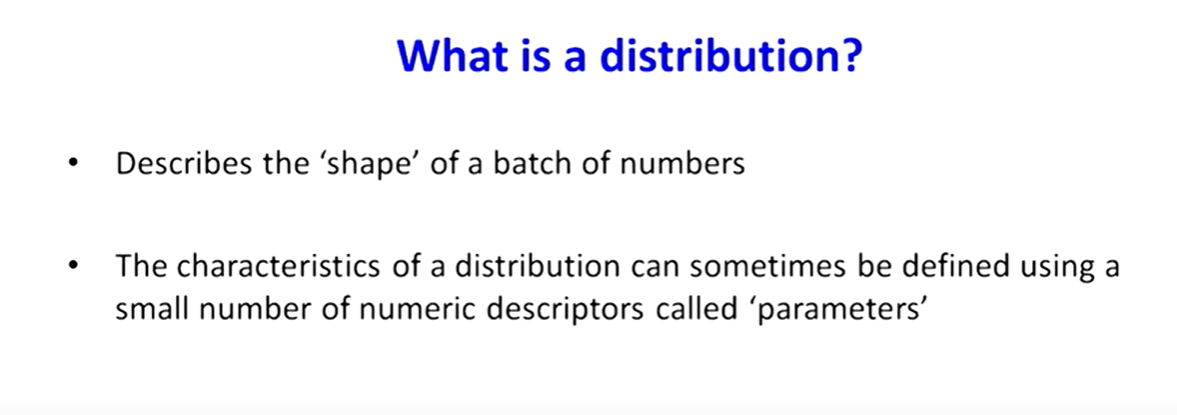 What is a distribution?
• Describes the ‘shape’ of a batch of numbers
• The characteristics of a distribution can sometimes be defined using a
small number of numeric descriptors called ‘parameters’